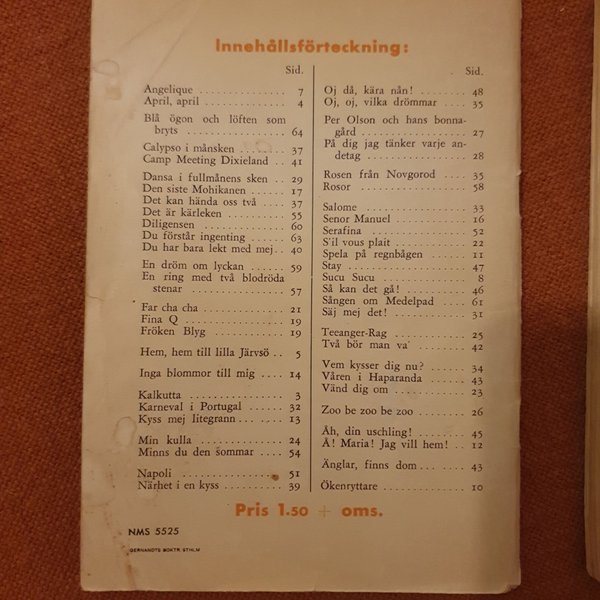 Innehållsförteckning:
Sid.
Angelique ............. 7
April, april ............ 4
Blå ögon och löften som
bryts ................ 64
Calypso i månsken .... 37
Camp Meeting Dixieland .. 41
Dansa i fullmånens sken .. 29
Den siste Mohikanen .... 17
Det kan hända oss två .... 37
Det är kärleken ........ 55
Diligensen ............ 60
Du förstår ingenting .... 63
Du har bara lekt med mej.. 40
En dröm om lyckan .... 59
En ring med två blodröda
stenar .............. 57
Far cha cha .......... 21
Fina Q .............. 19
Fröken Blyg .......... 19
Hem, hem till lilla Järvsö .. 5
Inga blommor till mig .... 14
Kalkutta .............. 3
Karneval i Portugal .... 32
Kyss mej litegrann ...... 13
Min kulla ............ 24
Minns du den sommar .... 54
Napoli .............. 51
Närhet i en kyss ........ 39
Sid.
Oj då, kära nån! ........ 48
Oj, oj, vilka drömmar .... 35
Per Olson och hans bonna-
gård ................ 27
På dig jag tänker varje an-
detag ................ 28
Rosen från Novgorod .... 35
Rosor ................ 58
Salome .............. 33
Senor Manuel .......... 16
Serafina .............. 52
S'il vous plait .......... 22
Spela på regnbågen ...... 11
Stay ................ 47
Sucu Sucu ............ 8
Så kan det gå! ........ 46
Sången om Medelpad .... 61
Säj mej det! .......... 31
Teeanger-Rag .......... 25
Två bör man va' ........ 42
Vem kysser dig nu? .... 34
Våren i Haparanda ...... 43
Vänd dig om .......... 23
Zoo be zoo be zoo ...... 26
Åh, din uschling! ...... 45
Å! Maria! Jag vill hem! .. 12
Änglar, finns dom ...... 43
Ökenryttare ............ 10
Pris 1.50 + oms.
NMS 5525
GERNANDTS BOKTR. STHLM